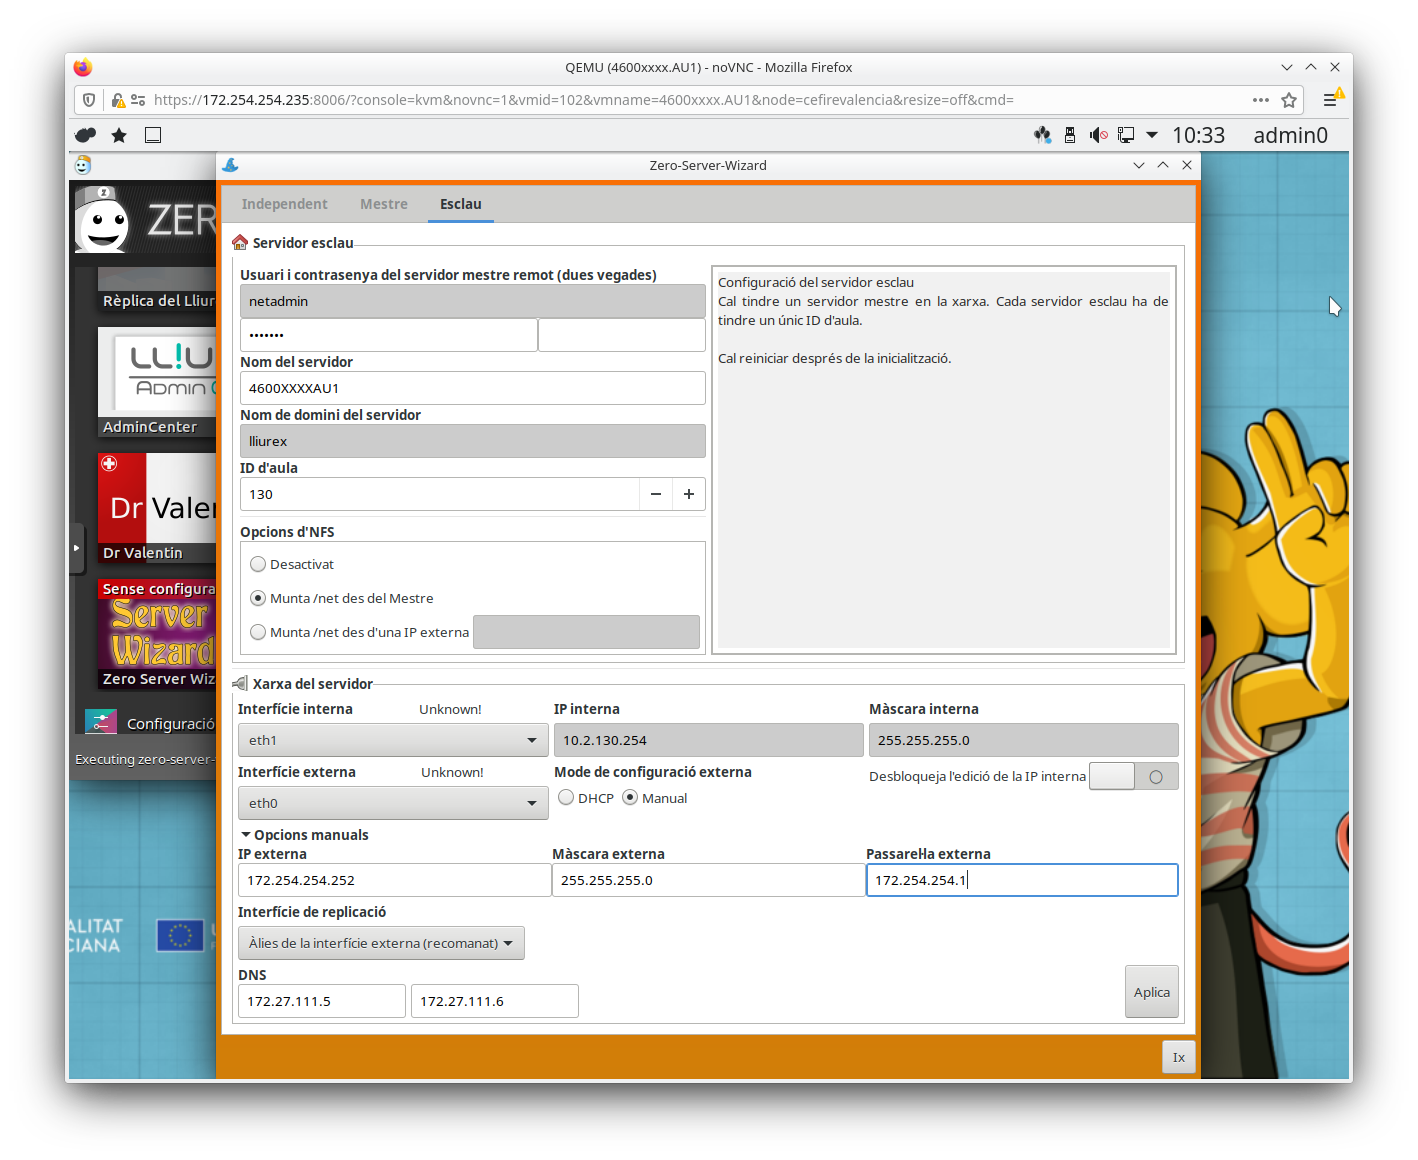 QEMU (4600xxxx.AU1) - noVNC - Mozilla Firefox
https://172.254.254.235:8006/?console=kvm&novnc=1&vmid=102&vmname=4600xxxx.AU1&node=cefirevalencia&resize=off&cmd=
10:33 admin0
Zero-Server-Wizard
Z
ZER
Rèplica del Lliur
LL!U
ADMIN
AdminCenter
Dr Valen
Dr Valentin
Sense configura
Server
Wizard
Zero Server Wiz
Configuració
Executing zero-server-
Independent Mestre Esclau
Servidor esclau
Usuari i contrasenya del servidor mestre remot (dues vegades)
netadmin
•••••••
Nom del servidor
4600XXXXAU1
Nom de domini del servidor
lliurex
ID d'aula
130 − +
Opcions d'NFS
Desactivat
Munta /net des del Mestre
Munta /net des d'una IP externa
Configuració del servidor esclau
Cal tindre un servidor mestre en la xarxa. Cada servidor esclau ha de
tindre un únic ID d'aula.
Cal reiniciar després de la inicialització.
Xarxa del servidor
Interfície interna Unknown! IP interna Màscara interna
eth1 10.2.130.254 255.255.255.0
Interfície externa Unknown! Mode de configuració externa Desbloqueja l'edició de la IP interna
eth0 DHCP Manual
Opcions manuals
IP externa Màscara externa Passarel·la externa
172.254.254.252 255.255.255.0 172.254.254.1
Interfície de replicació
Àlies de la interfície externa (recomanat)
DNS
172.27.111.5 172.27.111.6
Aplica
Ix
ALITAT
CIANA
U